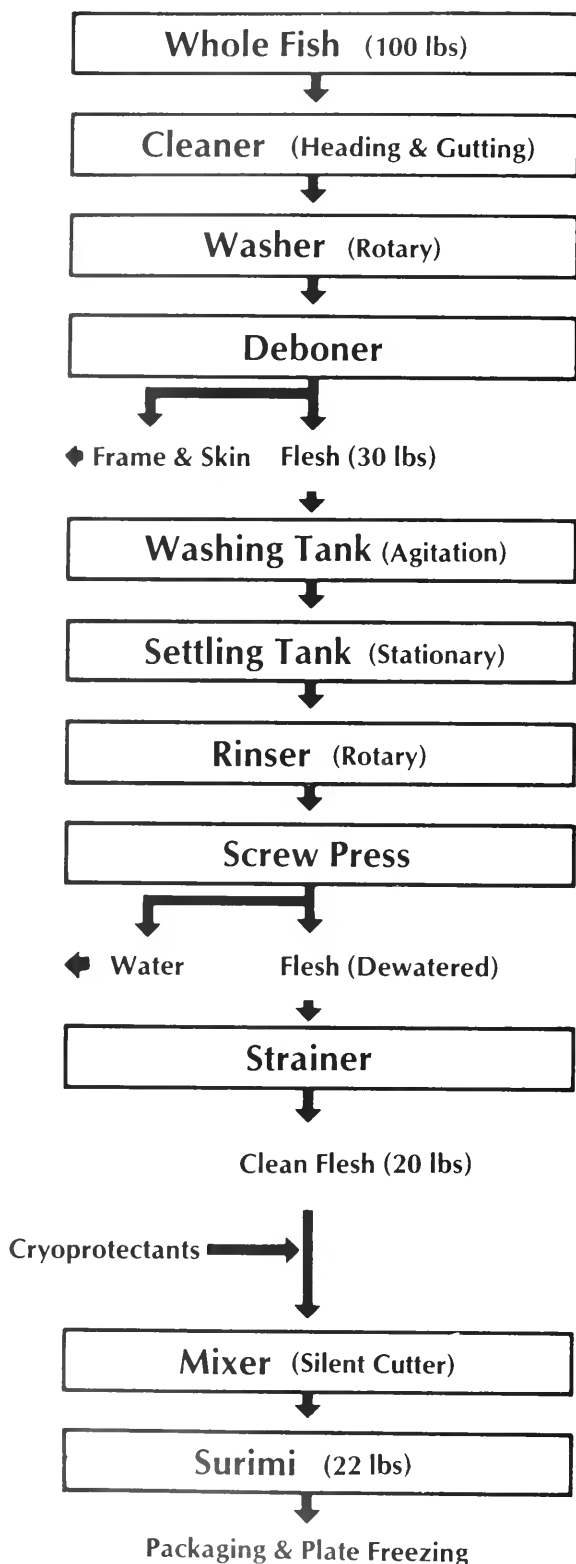 Whole Fish (100 lbs)
Cleaner (Heading & Gutting)
Washer (Rotary)
Deboner
Frame & Skin Flesh (30 lbs)
Washing Tank (Agitation)
Settling Tank (Stationary)
Rinser (Rotary)
Screw Press
Water Flesh (Dewatered)
Strainer
Clean Flesh (20 lbs)
Cryoprotectants
Mixer (Silent Cutter)
Surimi (22 lbs)
Packaging & Plate Freezing